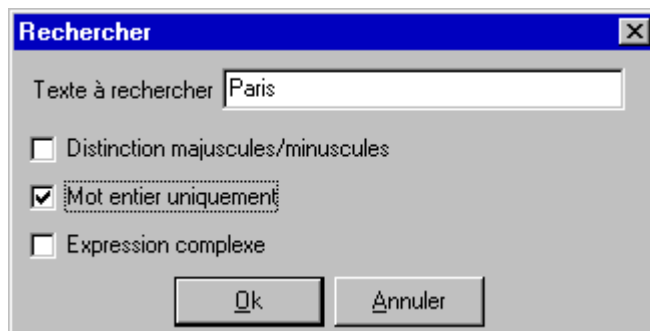 Rechercher
Texte à rechercher Paris
Distinction majuscules/minuscules
Mot entier uniquement
Expression complexe
Ok Annuler